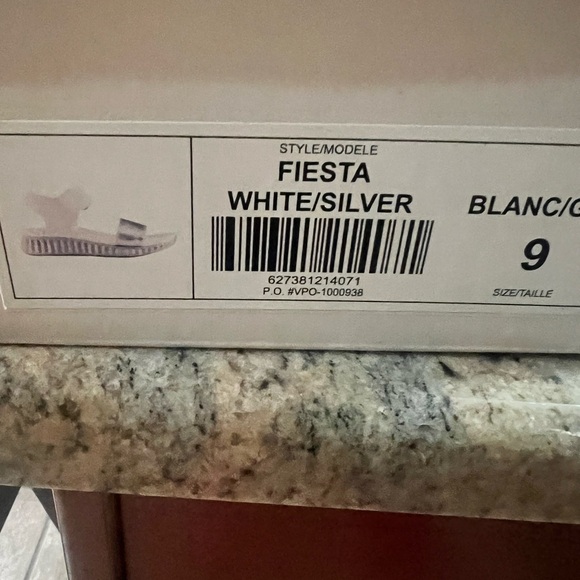 STYLE/MODELE
FIESTA
WHITE/SILVER
627381214071
P.O. #VPO-1000938
BLANC/
9
SIZE/TAILLE